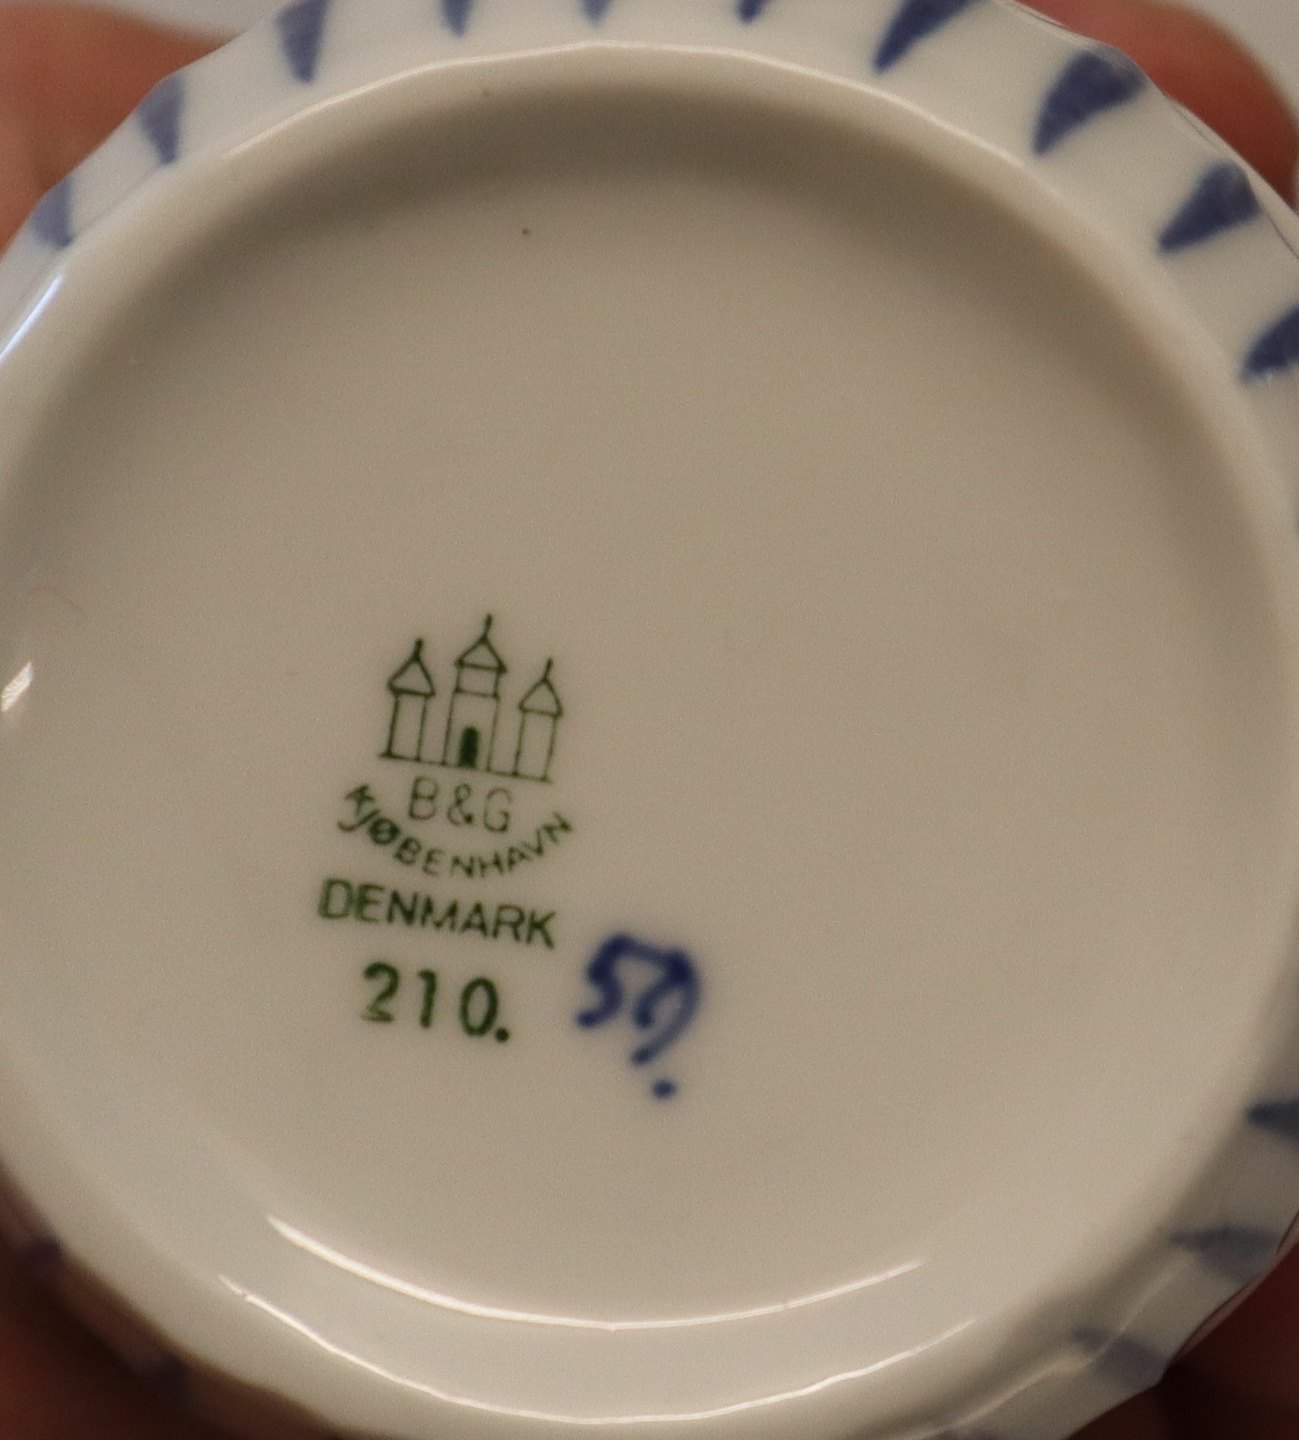 B&G
KJØBENHAVN
DENMARK
210.